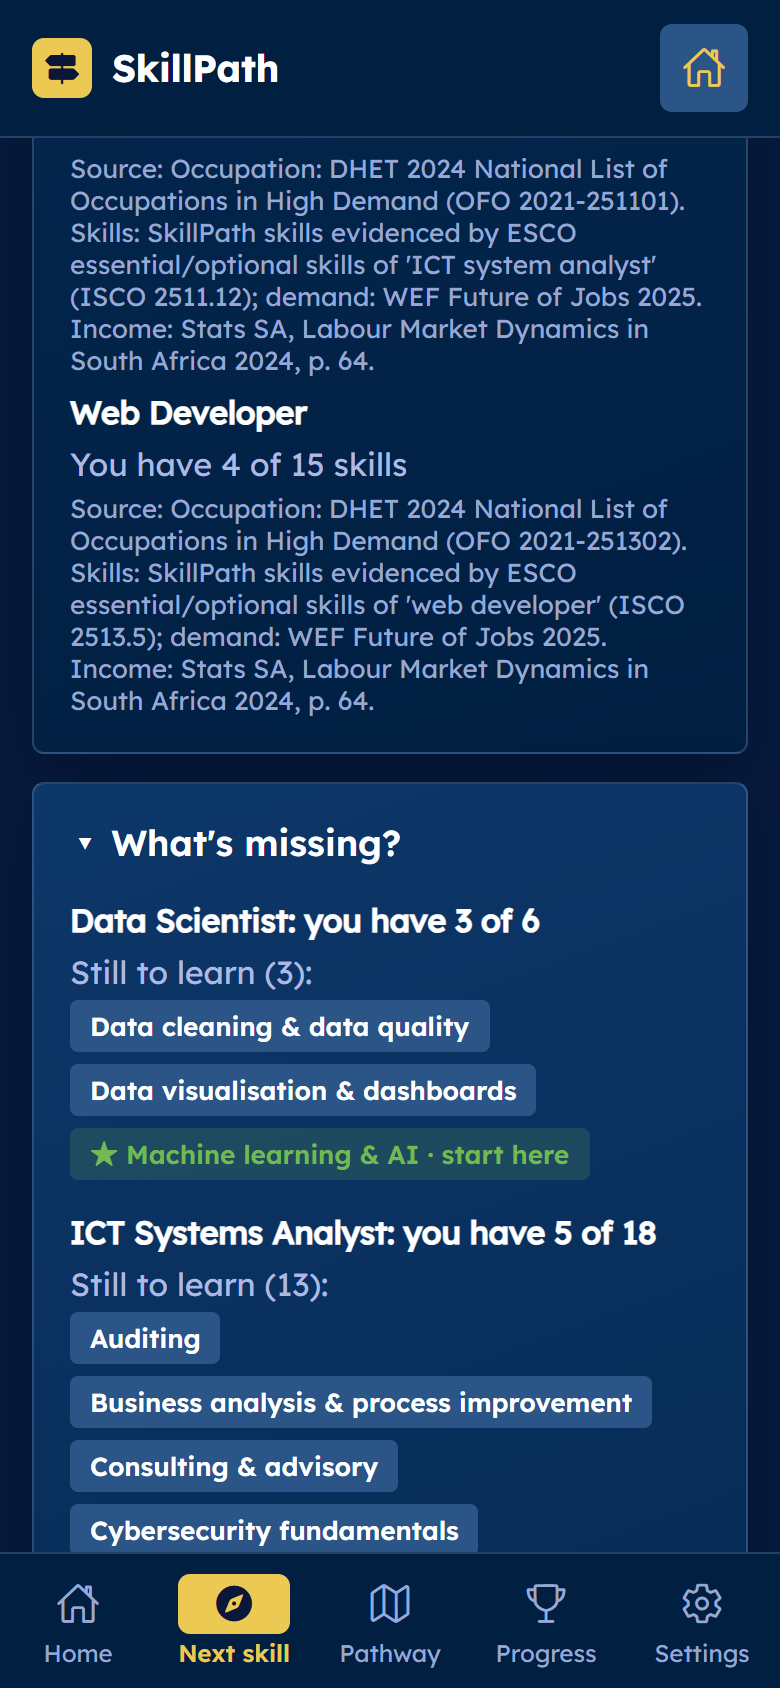 SkillPath
Source: Occupation: DHET 2024 National List of
Occupations in High Demand (OFO 2021-251101).
Skills: SkillPath skills evidenced by ESCO
essential/optional skills of 'ICT system analyst'
(ISCO 2511.12); demand: WEF Future of Jobs 2025.
Income: Stats SA, Labour Market Dynamics in
South Africa 2024, p. 64.
Web Developer
You have 4 of 15 skills
Source: Occupation: DHET 2024 National List of
Occupations in High Demand (OFO 2021-251302).
Skills: SkillPath skills evidenced by ESCO
essential/optional skills of 'web developer' (ISCO
2513.5); demand: WEF Future of Jobs 2025.
Income: Stats SA, Labour Market Dynamics in
South Africa 2024, p. 64.
▼ What's missing?
Data Scientist: you have 3 of 6
Still to learn (3):
Data cleaning & data quality
Data visualisation & dashboards
★ Machine learning & AI · start here
ICT Systems Analyst: you have 5 of 18
Still to learn (13):
Auditing
Business analysis & process improvement
Consulting & advisory
Cybersecurity fundamentals
Home
Next skill
Pathway
Progress
Settings